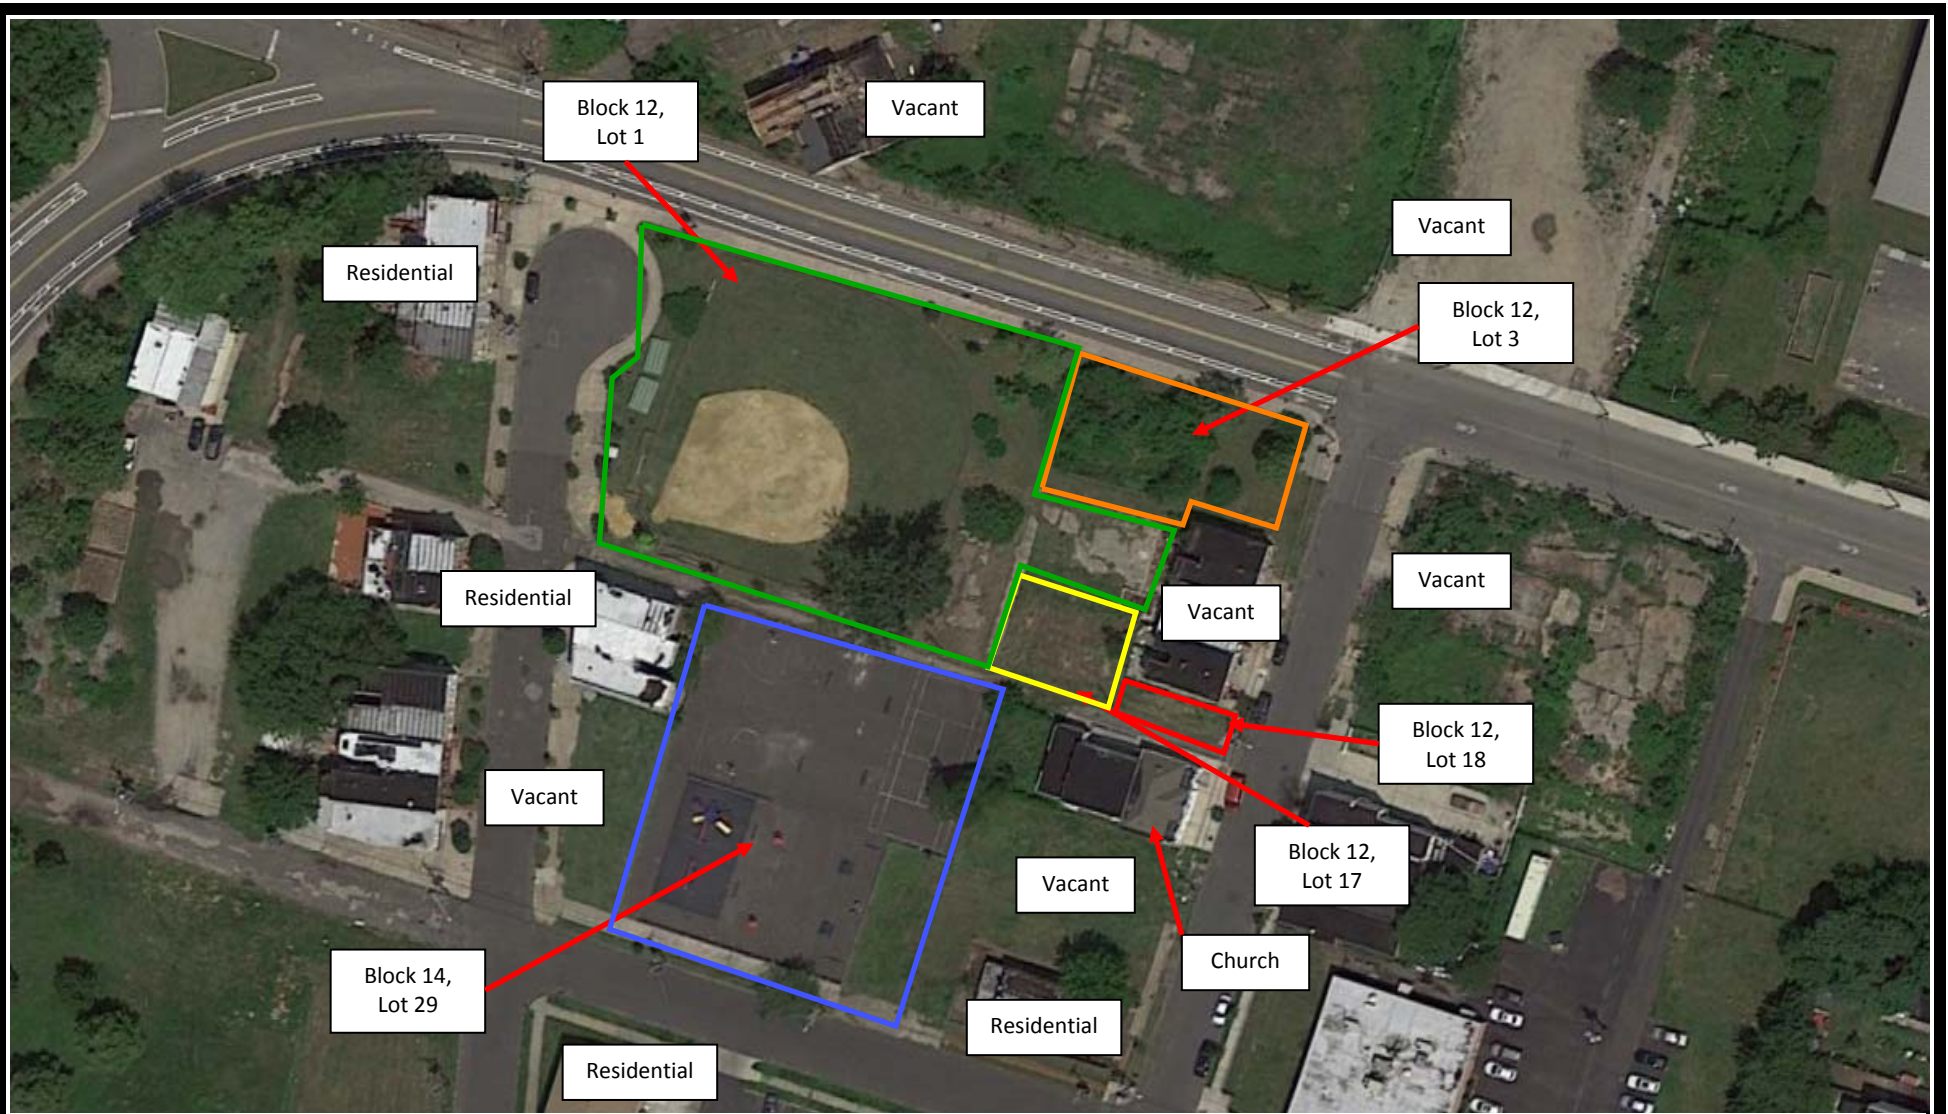 Block 12,
Lot 1
Vacant
Vacant
Residential
Block 12,
Lot 3
Residential
Vacant
Vacant
Block 12,
Lot 18
Vacant
Block 12,
Lot 17
Vacant
Church
Block 14,
Lot 29
Residential
Residential